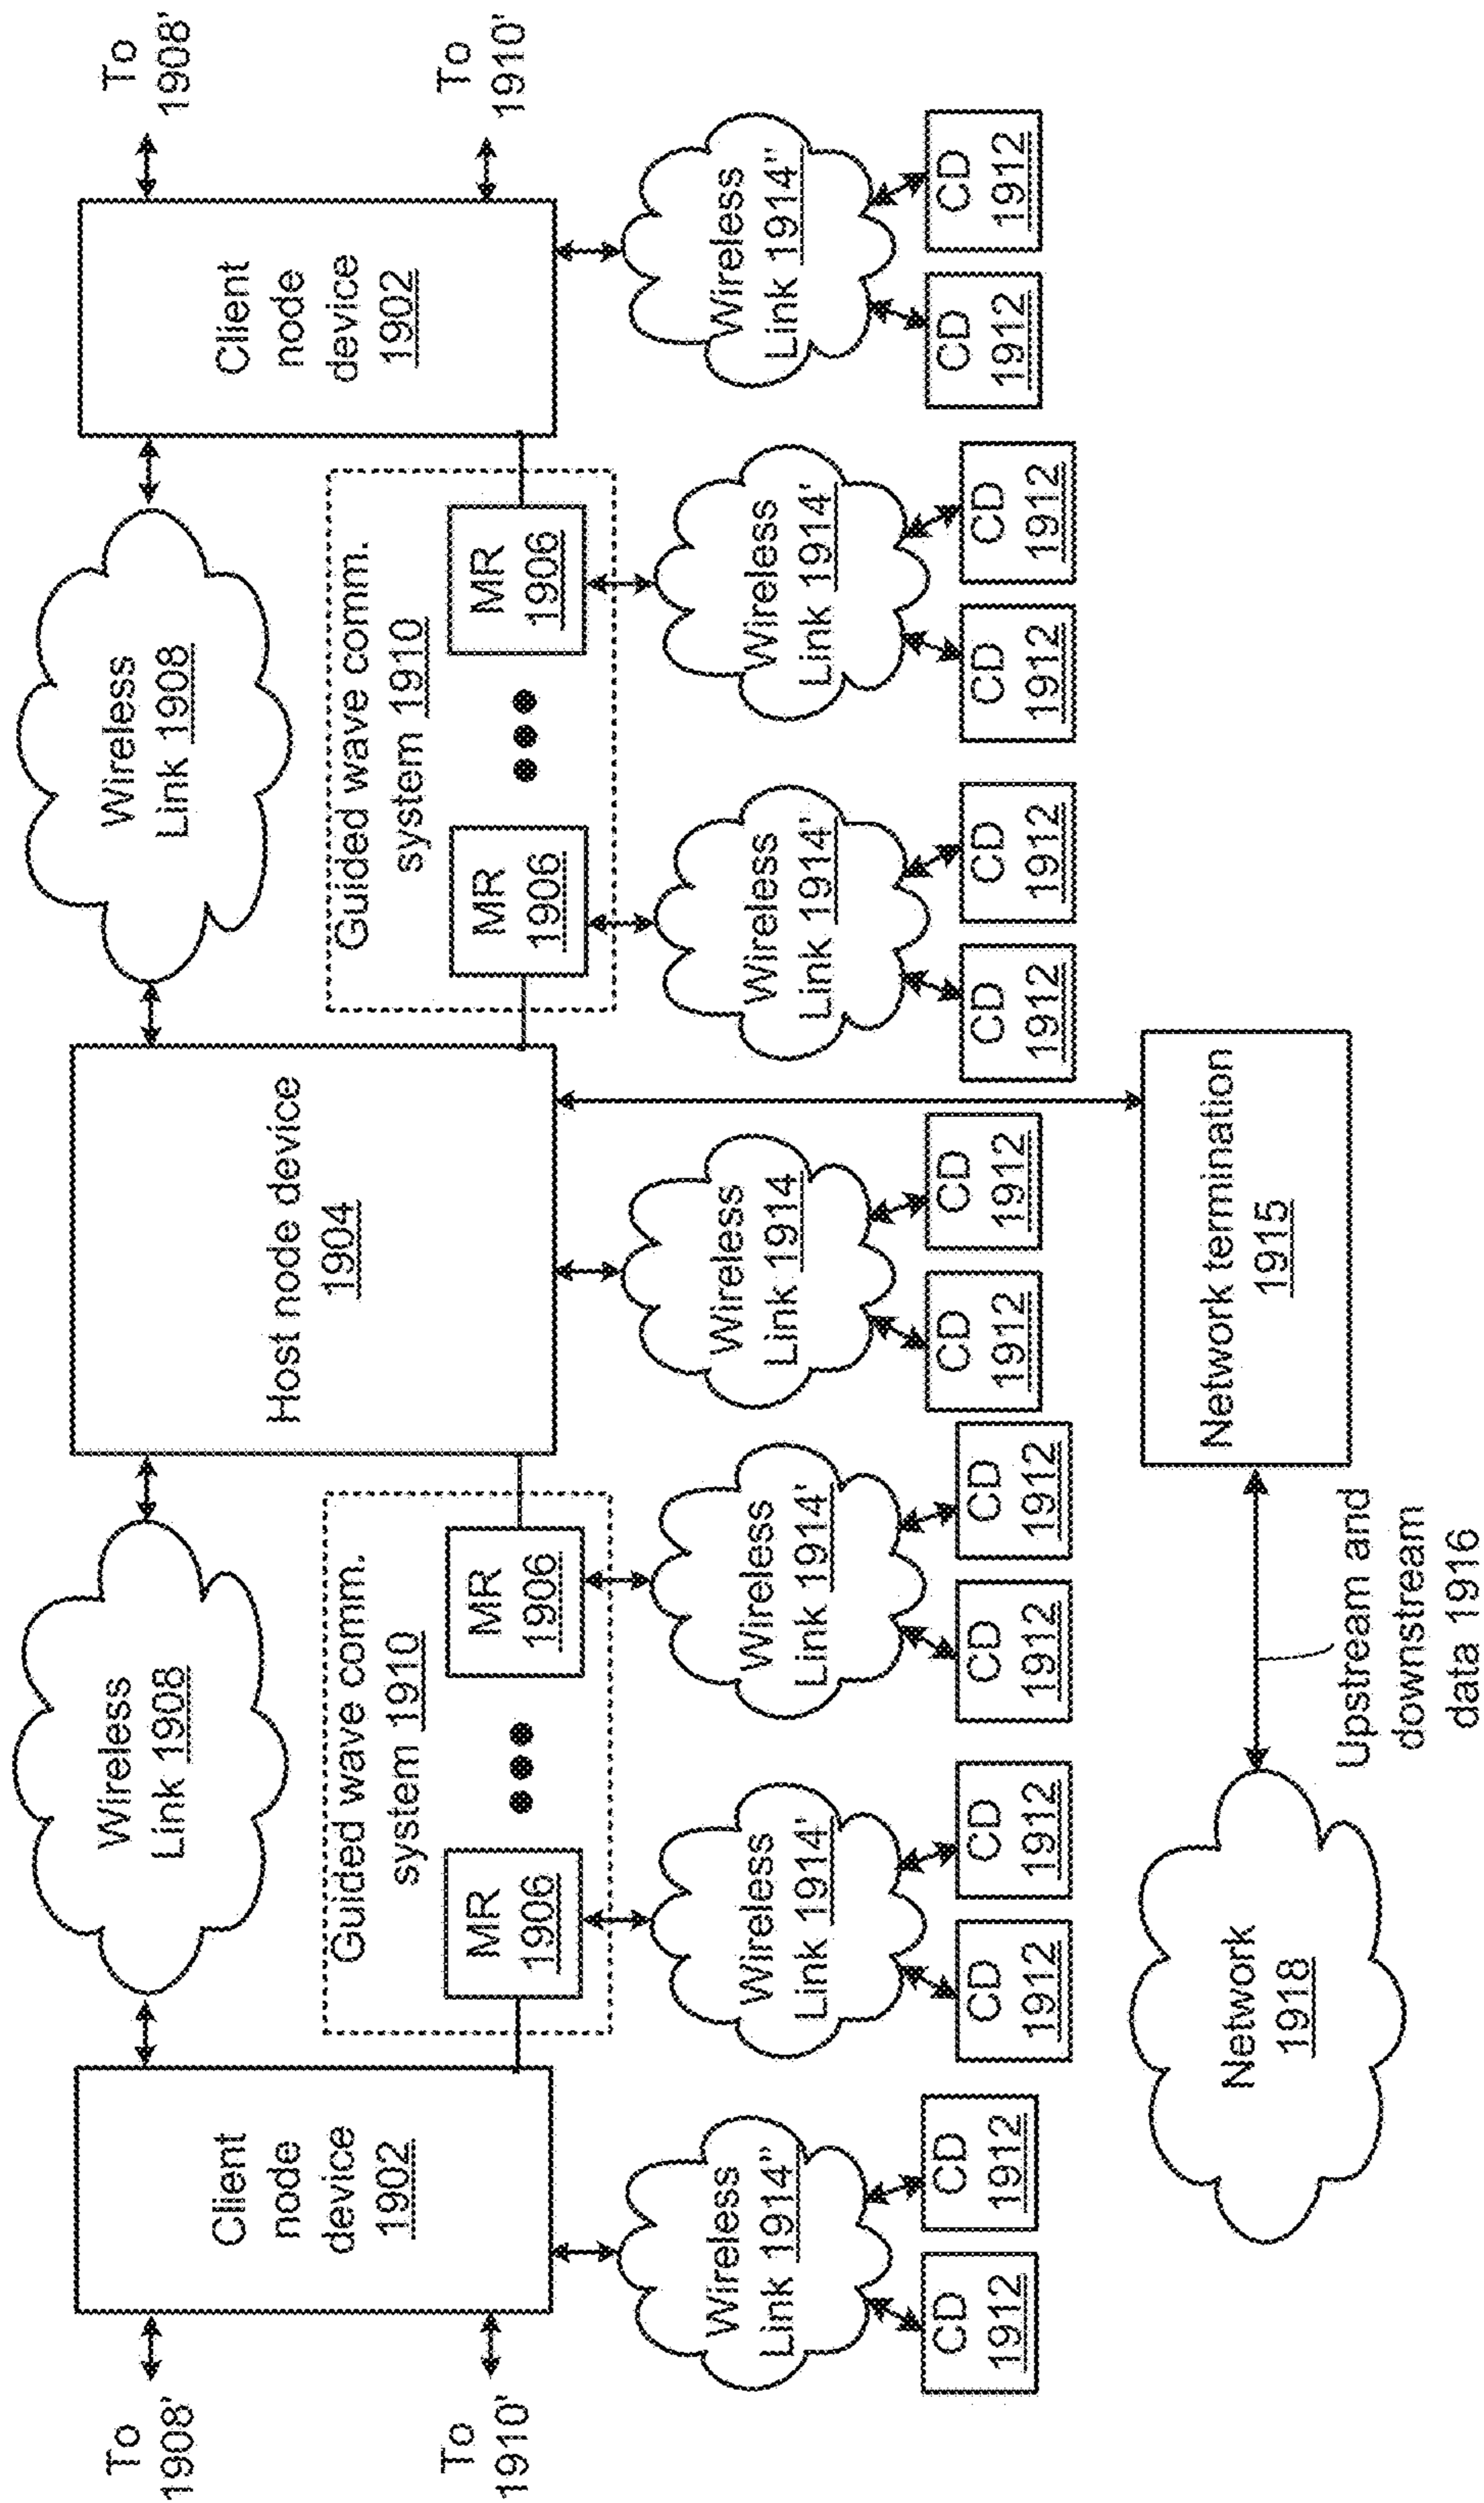 To
1908'
To
1910'
Client
node
device
1902
Wireless
Link 1908
Guided wave comm.
system 1910
MR
1906
MR
1906
Host node device
1904
Wireless
Link 1908
Guided wave comm.
system 1910
MR
1906
MR
1906
Client
node
device
1902
To
1908'
To
1910'
Wireless
Link 1914"
CD
1912
CD
1912
Wireless
Link 1914'
CD
1912
CD
1912
Wireless
Link 1914'
CD
1912
CD
1912
Wireless
Link 1914
CD
1912
CD
1912
Wireless
Link 1914'
CD
1912
CD
1912
Wireless
Link 1914'
CD
1912
CD
1912
Wireless
Link 1914"
CD
1912
CD
1912
Network
1918
Upstream and
downstream
data 1916
Network termination
1915